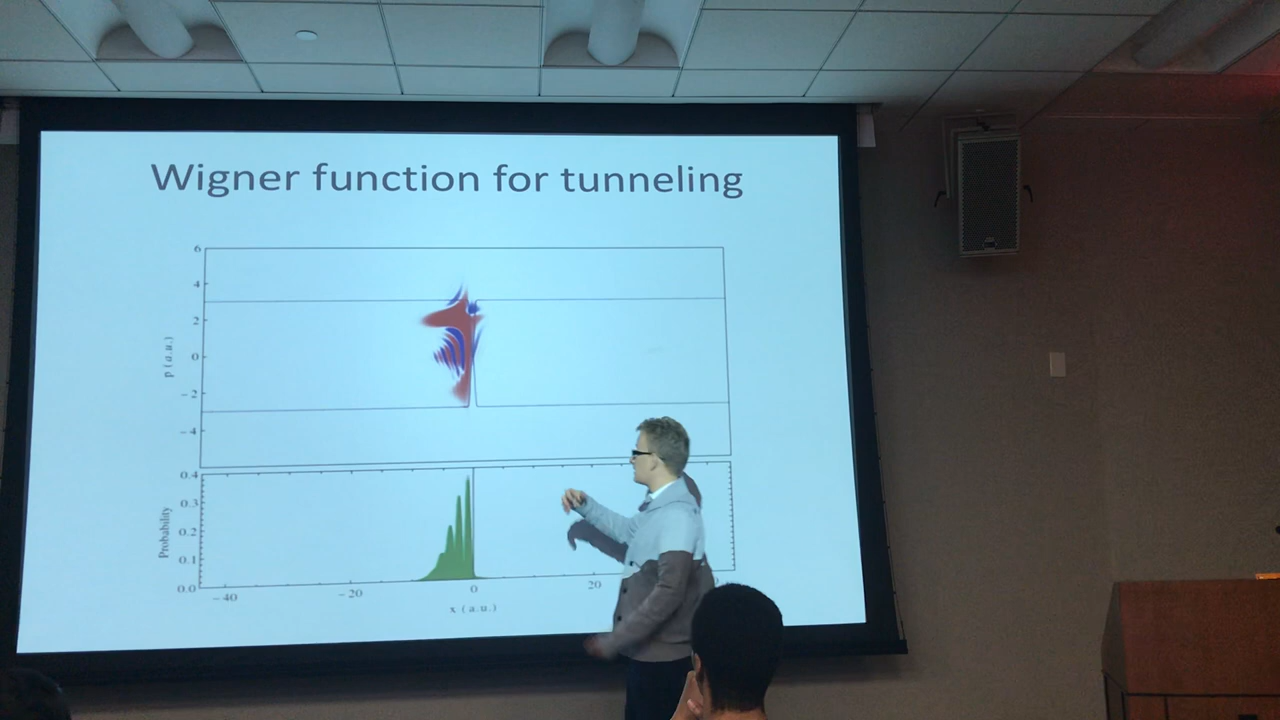 Wigner function for tunneling
6
4
2
0
−2
−4
p (a.u.)
0.4
0.3
0.2
0.1
0.0
Probability
−40 −20 0 20
x (a.u.)